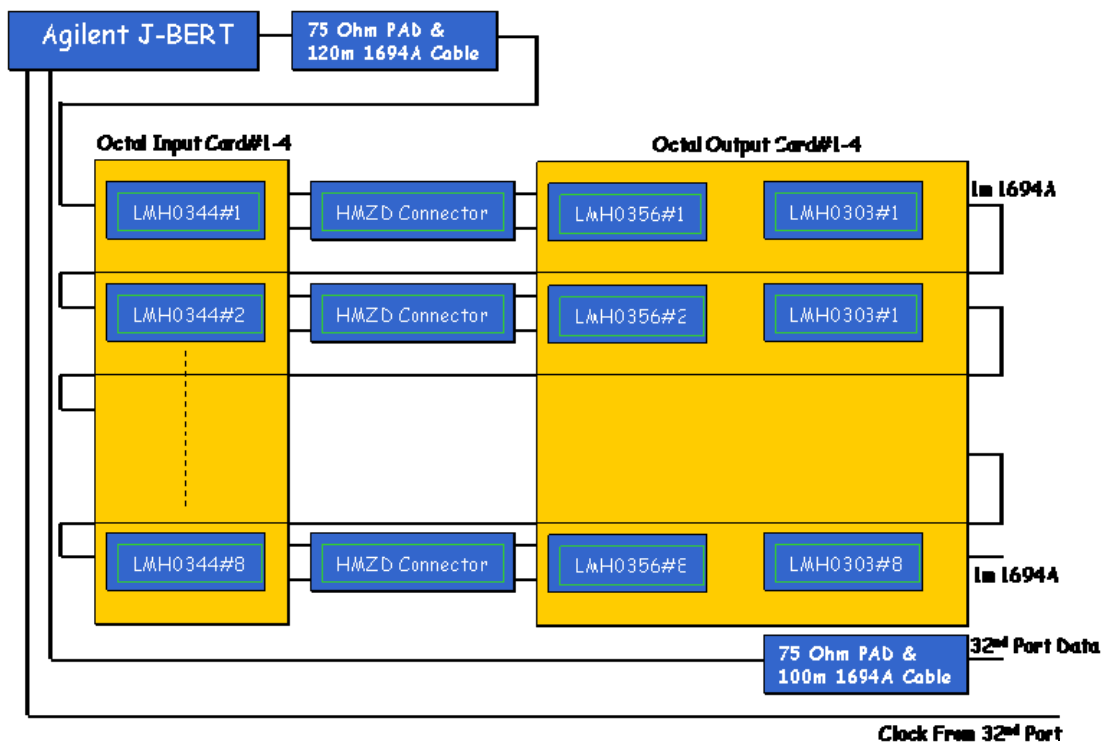 Agilent J-BERT
75 Ohm PAD &
120m 1694A Cable
Octal Input Card#1-4
Octal Output Card#1-4
LMH0344#1
HMZD Connector
LMH0356#1
LMH0303#1
1m 1694A
LMH0344#2
HMZD Connector
LMH0356#2
LMH0303#1
LMH0344#8
HMZD Connector
LMH0356#8
LMH0303#8
1m 1694A
75 Ohm PAD &
100m 1694A Cable
32nd Port Data
Clock From 32nd Port